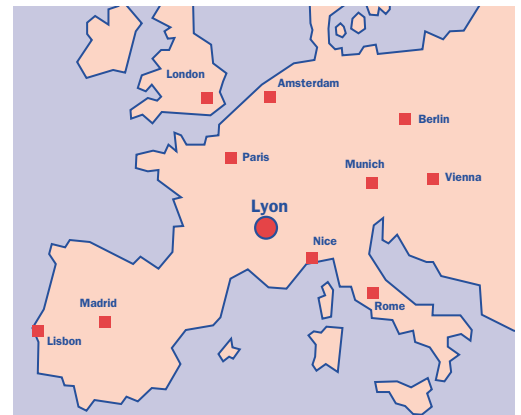 London
Amsterdam
Berlin
Paris
Munich
Vienna
Lyon
Nice
Madrid
Rome
Lisbon